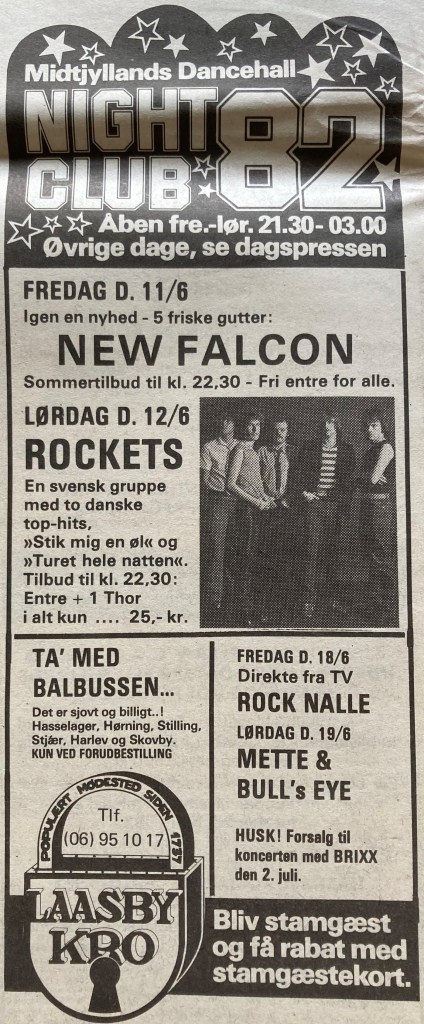 Midtjyllands Dancehall
NIGHT
CLUB 82
Åben fre.-lør. 21.30 - 03.00
Øvrige dage, se dagspressen
FREDAG D. 11/6
Igen en nyhed - 5 friske gutter:
NEW FALCON
Sommertilbud til kl. 22,30 - Fri entre for alle.
LØRDAG D. 12/6
ROCKETS
En svensk gruppe
med to danske
top-hits,
»Stik mig en øl« og
»Turet hele natten«.
Tilbud til kl. 22,30:
Entre + 1 Thor
i alt kun .... 25,- kr.
TA' MED
BALBUSSEN...
Det er sjovt og billigt..!
Hasselager, Hørning, Stilling,
Stjær, Harlev og Skovby.
KUN VED FORUDBESTILLING
FREDAG D. 18/6
Direkte fra TV
ROCK NALLE
LØRDAG D. 19/6
METTE &
BULL's EYE
HUSK! Forsalg til
koncerten med BRIXX
den 2. juli.
POPULÆRT MØDESTED SIDEN 1737
Tlf.
(06) 95 10 17
LAASBY
KRO
Bliv stamgæst
og få rabat med
stamgæstekort.